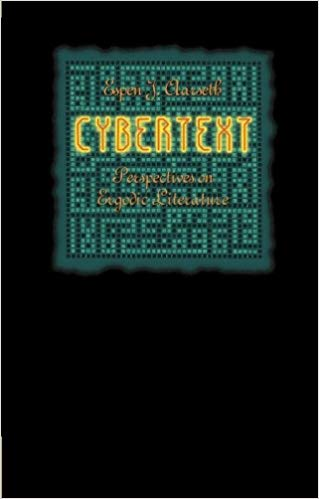 Espen J. Aarseth
CYBERTEXT
Perspectives on
Ergodic Literature